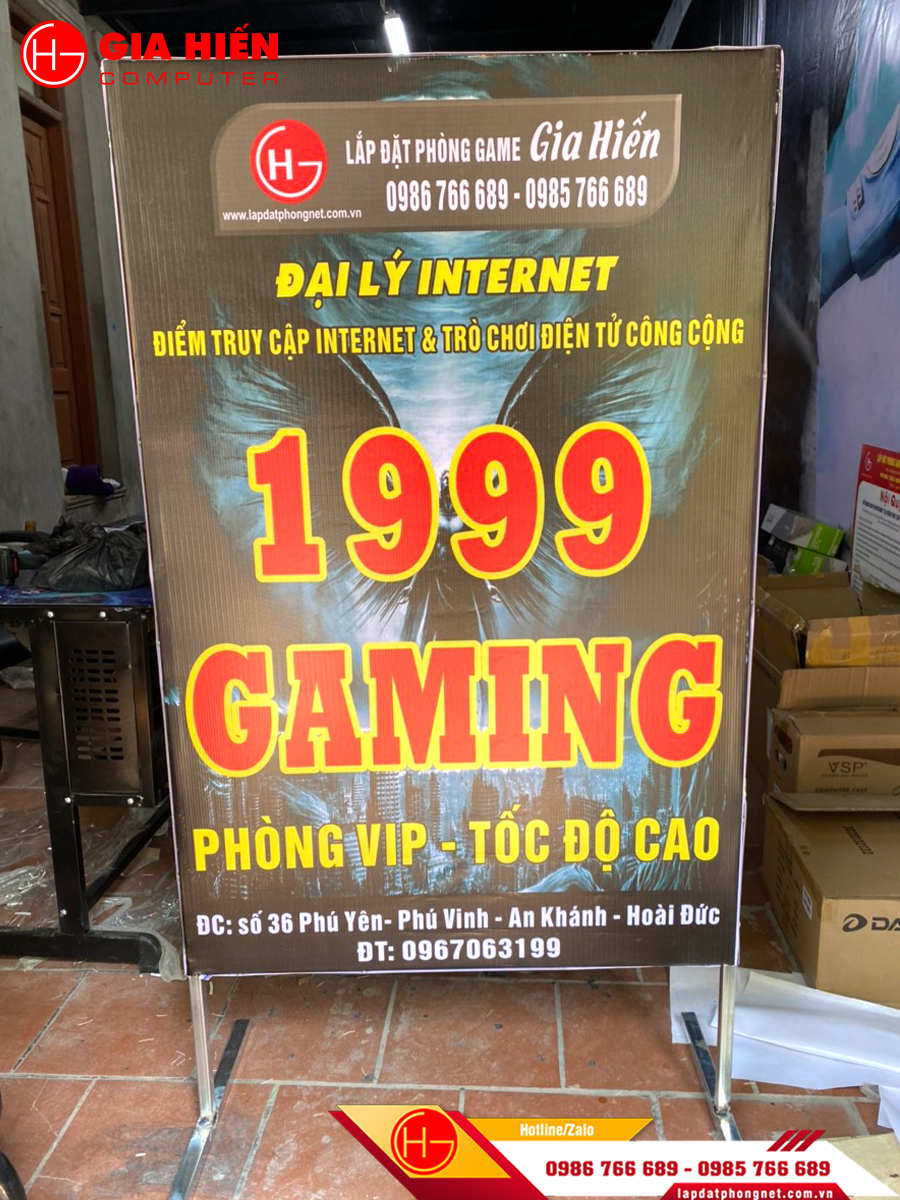 GIA HIẾN
COMPUTER
LẮP ĐẶT PHÒNG GAME Gia Hiến
0986 766 689 - 0985 766 689
www.lapdatphongnet.com.vn
ĐẠI LÝ INTERNET
ĐIỂM TRUY CẬP INTERNET & TRÒ CHƠI ĐIỆN TỬ CÔNG CỘNG
1999
GAMING
PHÒNG VIP - TỐC ĐỘ CAO
ĐC: số 36 Phú Yên- Phú Vinh - An Khánh - Hoài Đức
ĐT: 0967063199
VSP
COMPUTER CASE
Hotline/Zalo
0986 766 689 - 0985 766 689
lapdatphongnet.com.vn